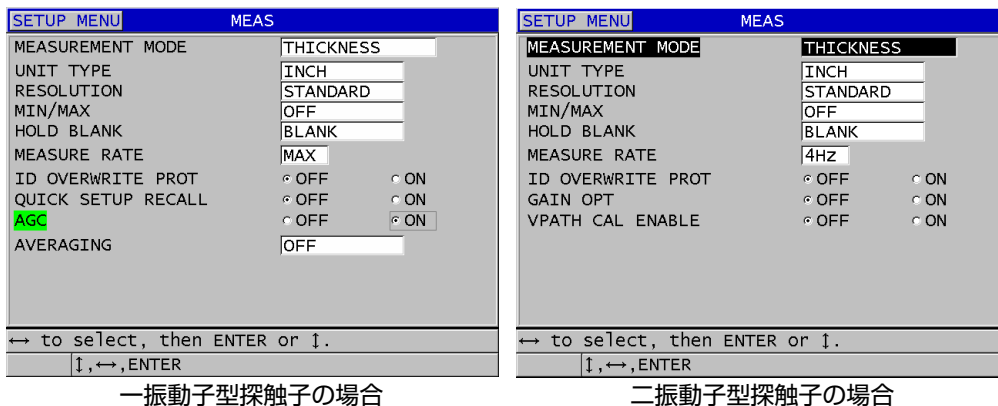 SETUP MENU MEAS
MEASUREMENT MODE THICKNESS
UNIT TYPE INCH
RESOLUTION STANDARD
MIN/MAX OFF
HOLD BLANK BLANK
MEASURE RATE MAX
ID OVERWRITE PROT OFF ON
QUICK SETUP RECALL OFF ON
AGC OFF ON
AVERAGING OFF
↔ to select, then ENTER or ↕.
↕,↔,ENTER
一振動子型探触子の場合
SETUP MENU MEAS
MEASUREMENT MODE THICKNESS
UNIT TYPE INCH
RESOLUTION STANDARD
MIN/MAX OFF
HOLD BLANK BLANK
MEASURE RATE 4Hz
ID OVERWRITE PROT OFF ON
GAIN OPT OFF ON
VPATH CAL ENABLE OFF ON
↔ to select, then ENTER or ↕.
↕,↔,ENTER
二振動子型探触子の場合